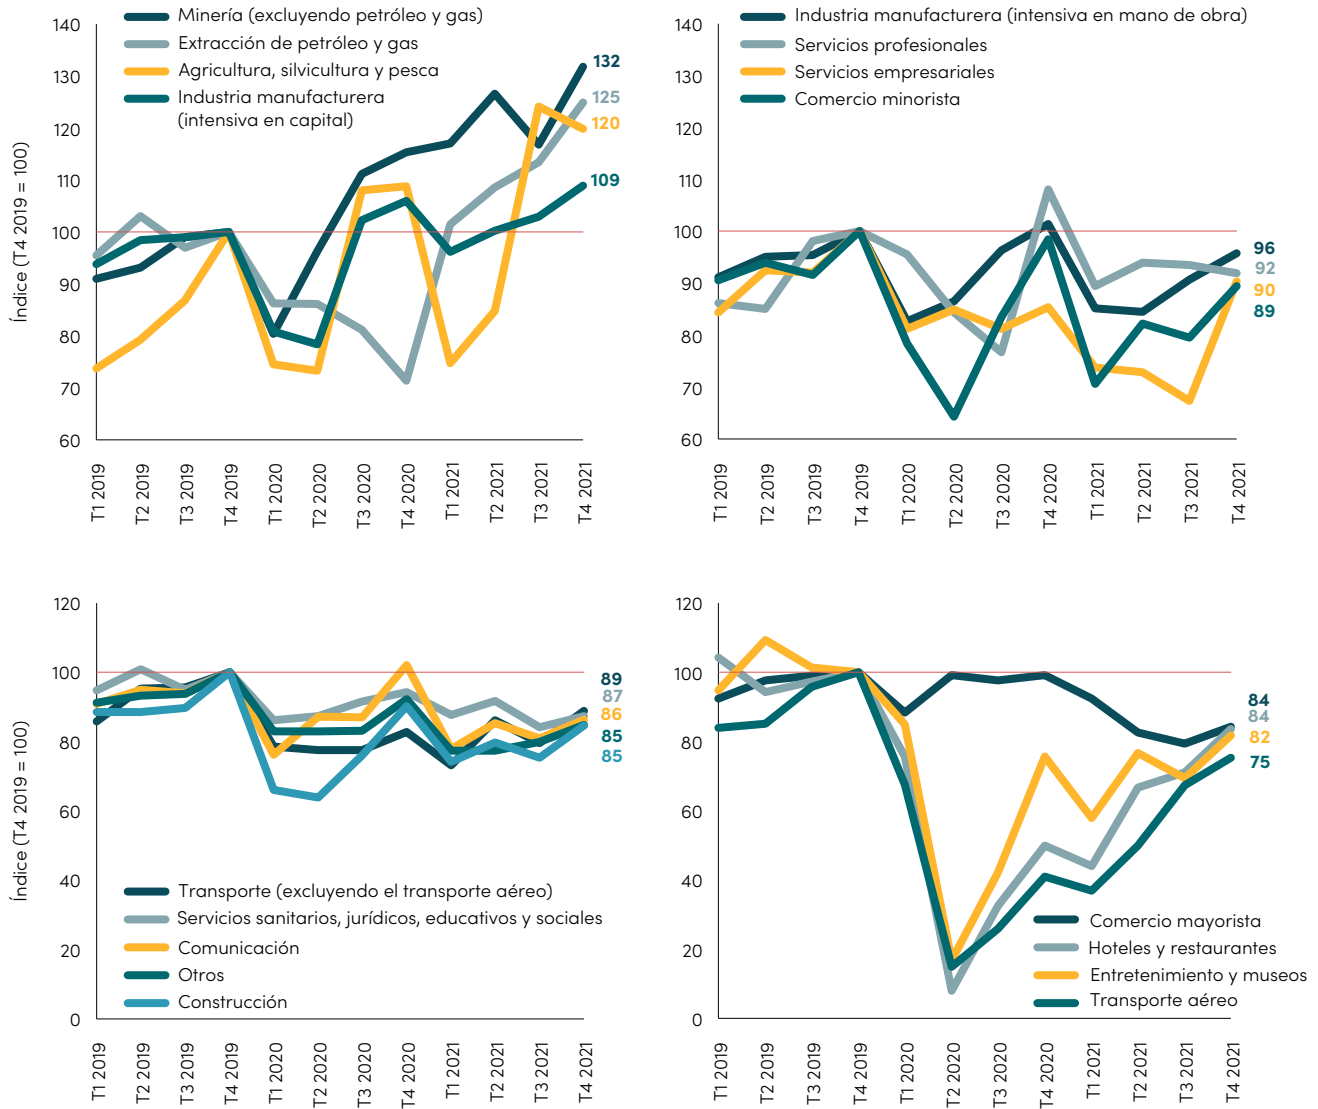 Minería (excluyendo petróleo y gas)
Extracción de petróleo y gas
Agricultura, silvicultura y pesca
Industria manufacturera
(intensiva en capital)
Índice (T4 2019 = 100)
140
130
120
110
100
90
80
70
60
132
125
120
109
T1 2019
T2 2019
T3 2019
T4 2019
T1 2020
T2 2020
T3 2020
T4 2020
T1 2021
T2 2021
T3 2021
T4 2021
Industria manufacturera (intensiva en mano de obra)
Servicios profesionales
Servicios empresariales
Comercio minorista
140
130
120
110
100
90
80
70
60
96
92
90
89
T1 2019
T2 2019
T3 2019
T4 2019
T1 2020
T2 2020
T3 2020
T4 2020
T1 2021
T2 2021
T3 2021
T4 2021
Índice (T4 2019 = 100)
120
100
80
60
40
20
0
89
87
86
85
85
Transporte (excluyendo el transporte aéreo)
Servicios sanitarios, jurídicos, educativos y sociales
Comunicación
Otros
Construcción
T1 2019
T2 2019
T3 2019
T4 2019
T1 2020
T2 2020
T3 2020
T4 2020
T1 2021
T2 2021
T3 2021
T4 2021
120
100
80
60
40
20
0
84
84
82
75
Comercio mayorista
Hoteles y restaurantes
Entretenimiento y museos
Transporte aéreo
T1 2019
T2 2019
T3 2019
T4 2019
T1 2020
T2 2020
T3 2020
T4 2020
T1 2021
T2 2021
T3 2021
T4 2021